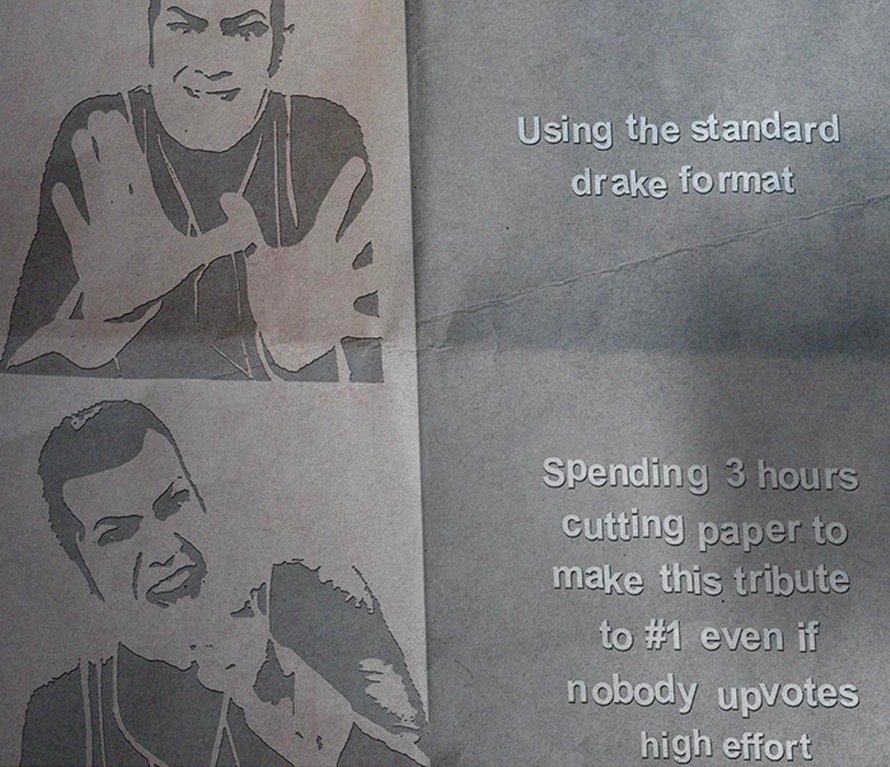 Using the standard
drake format
Spending 3 hours
cutting paper to
make this tribute
to #1 even if
nobody upvotes
high effort